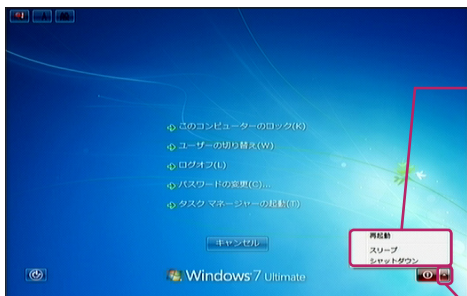 このコンピューターのロック(K)
ユーザーの切り替え(W)
ログオフ(L)
パスワードの変更(C)...
タスク マネージャーの起動(T)
キャンセル
再起動
スリープ
シャットダウン
Windows 7 Ultimate